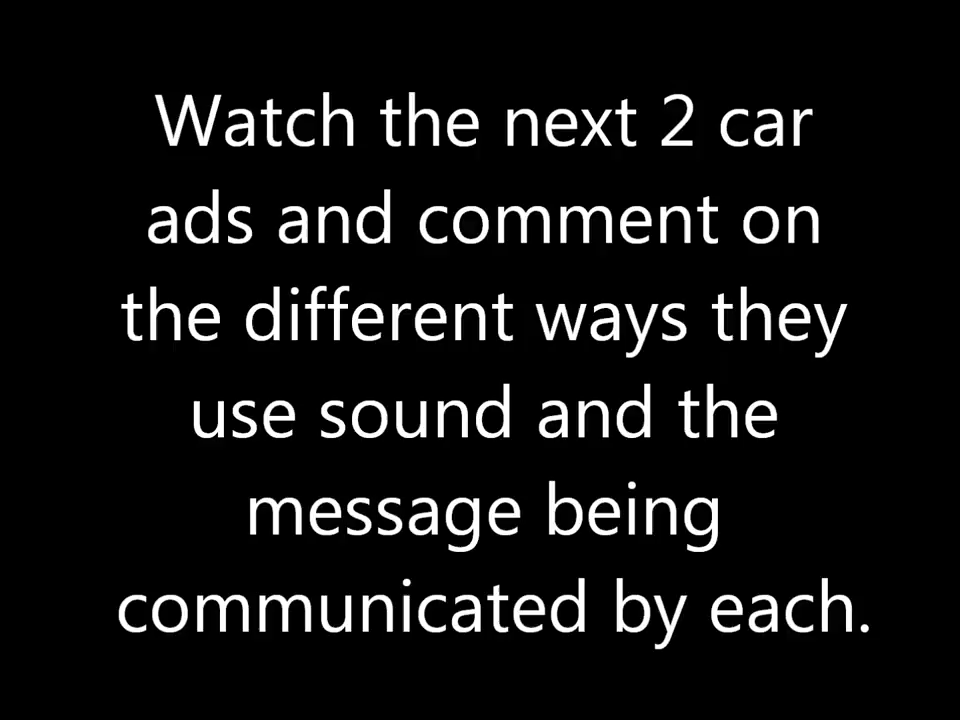 Watch the next 2 car
ads and comment on
the different ways they
use sound and the
message being
communicated by each.